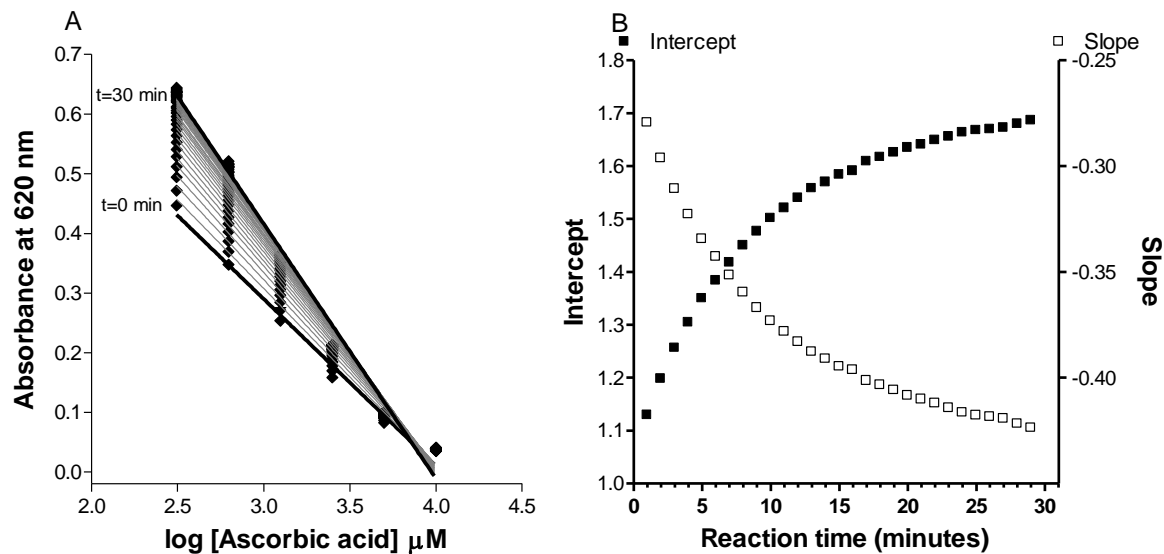 A
0.7
0.6
0.5
0.4
0.3
0.2
0.1
0.0
t=30 min
t=0 min
Absorbance at 620 nm
2.0 2.5 3.0 3.5 4.0 4.5
log [Ascorbic acid] μM
B
Intercept
Slope
1.8
1.7
1.6
1.5
1.4
1.3
1.2
1.1
1.0
Intercept
-0.25
-0.30
-0.35
-0.40
Slope
0 5 10 15 20 25 30
Reaction time (minutes)